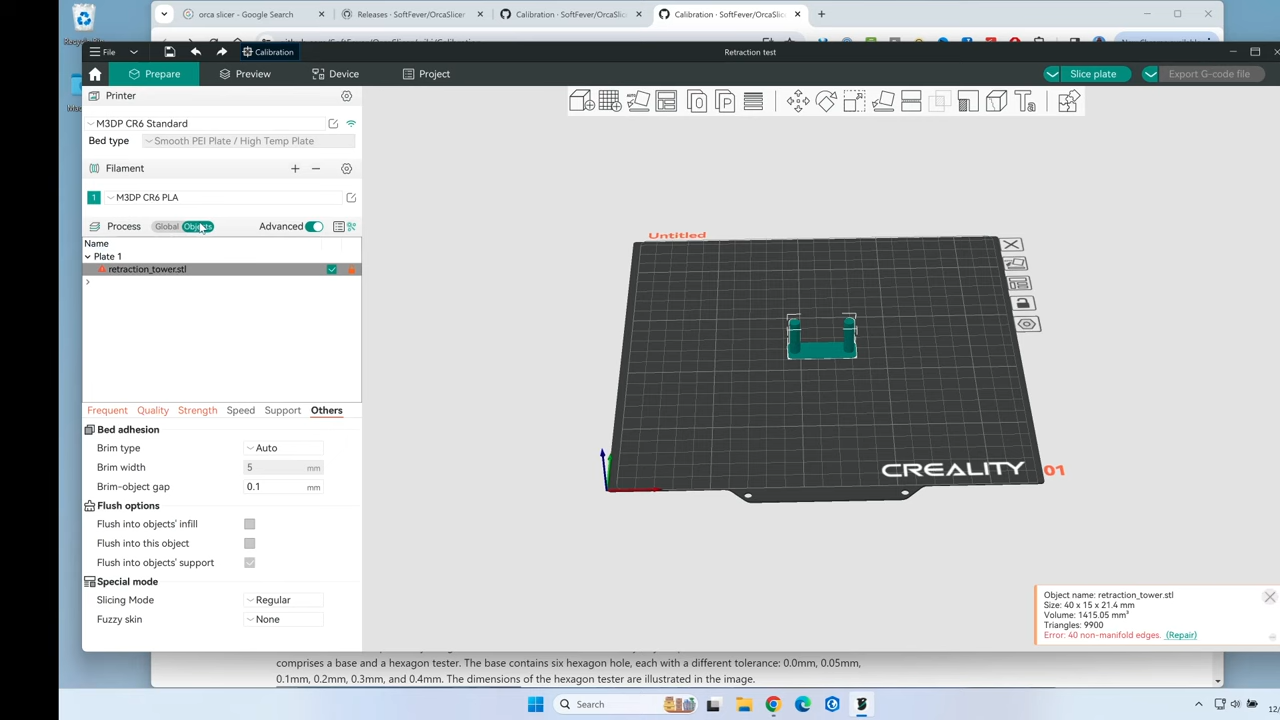 orca slicer - Google Search
Releases · SoftFever/OrcaSlicer
Calibration · SoftFever/OrcaSlic
Calibration · SoftFever/OrcaSlic
File
Calibration
Retraction test
Prepare
Preview
Device
Project
Slice plate
Export G-code file
Printer
M3DP CR6 Standard
Bed type
Smooth PEI Plate / High Temp Plate
Filament
1
M3DP CR6 PLA
Process
Global
Objects
Advanced
Name
Plate 1
retraction_tower.stl
Untitled
CREALITY
01
Frequent
Quality
Strength
Speed
Support
Others
Bed adhesion
Brim type
Auto
Brim width
5
mm
Brim-object gap
0.1
mm
Flush options
Flush into objects' infill
Flush into this object
Flush into objects' support
Special mode
Slicing Mode
Regular
Fuzzy skin
None
Object name: retraction_tower.stl
Size: 40 x 15 x 21.4 mm
Volume: 1415.05 mm³
Triangles: 9900
Error: 40 non-manifold edges. (Repair)
comprises a base and a hexagon tester. The base contains six hexagon hole, each with a different tolerance: 0.0mm, 0.05mm,
0.1mm, 0.2mm, 0.3mm, and 0.4mm. The dimensions of the hexagon tester are illustrated in the image.
Search
12/